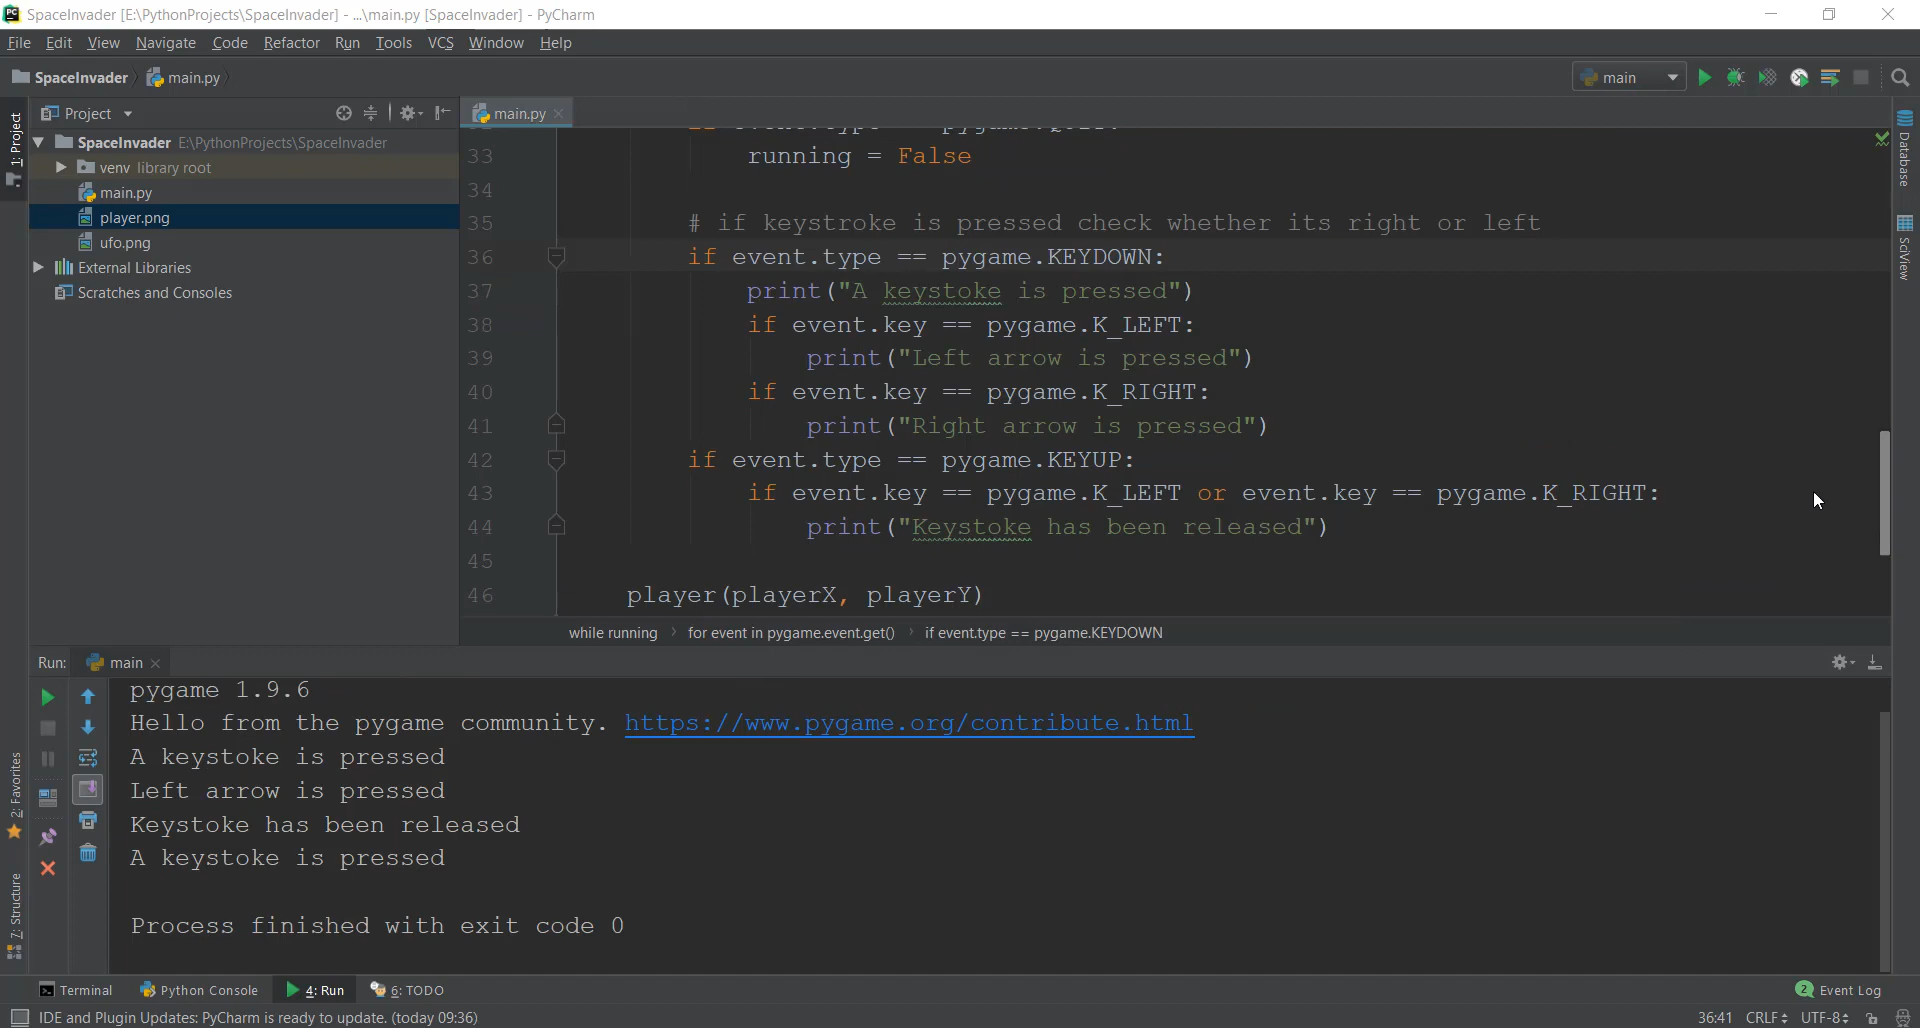 SpaceInvader [E:\PythonProjects\SpaceInvader] - ...\main.py [SpaceInvader] - PyCharm
File Edit View Navigate Code Refactor Run Tools VCS Window Help
SpaceInvader main.py
main
Project
main.py
1: Project
SpaceInvader E:\PythonProjects\SpaceInvader
venv library root
main.py
player.png
ufo.png
External Libraries
Scratches and Consoles
Database
SciView
33 running = False
34
35 # if keystroke is pressed check whether its right or left
36 if event.type == pygame.KEYDOWN:
37 print("A keystoke is pressed")
38 if event.key == pygame.K_LEFT:
39 print("Left arrow is pressed")
40 if event.key == pygame.K_RIGHT:
41 print("Right arrow is pressed")
42 if event.type == pygame.KEYUP:
43 if event.key == pygame.K_LEFT or event.key == pygame.K_RIGHT:
44 print("Keystoke has been released")
45
46 player(playerX, playerY)
while running for event in pygame.event.get() if event.type == pygame.KEYDOWN
Run: main
pygame 1.9.6
Hello from the pygame community. https://www.pygame.org/contribute.html
A keystoke is pressed
Left arrow is pressed
Keystoke has been released
A keystoke is pressed
Process finished with exit code 0
2: Favorites
7: Structure
Terminal Python Console 4: Run 6: TODO
2 Event Log
IDE and Plugin Updates: PyCharm is ready to update. (today 09:36)
36:41 CRLF UTF-8